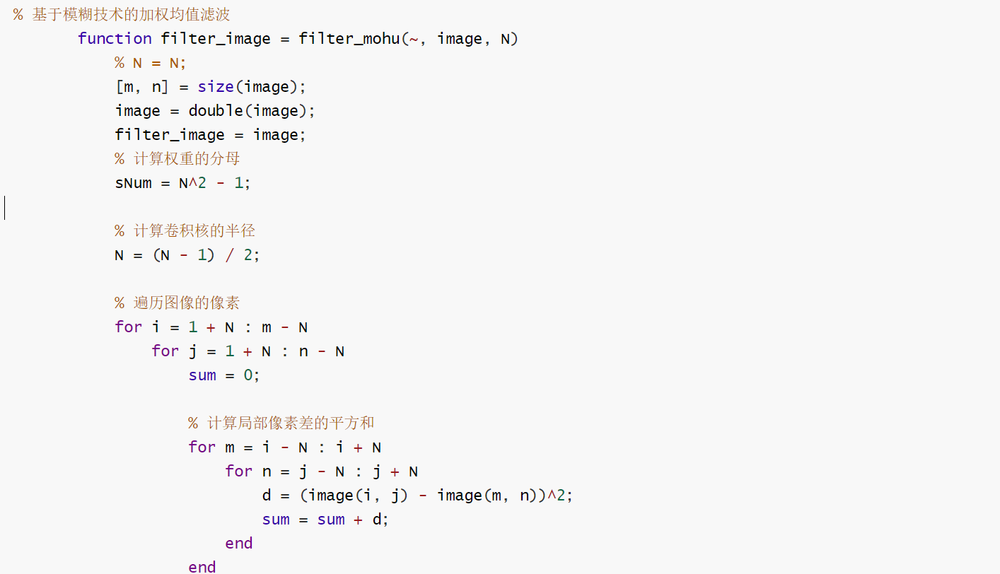 % 基于模糊技术的加权均值滤波
function filter_image = filter_mohu(~, image, N)
% N = N;
[m, n] = size(image);
image = double(image);
filter_image = image;
% 计算权重的分母
sNum = N^2 - 1;
% 计算卷积核的半径
N = (N - 1) / 2;
% 遍历图像的像素
for i = 1 + N : m - N
for j = 1 + N : n - N
sum = 0;
% 计算局部像素差的平方和
for m = i - N : i + N
for n = j - N : j + N
d = (image(i, j) - image(m, n))^2;
sum = sum + d;
end
end